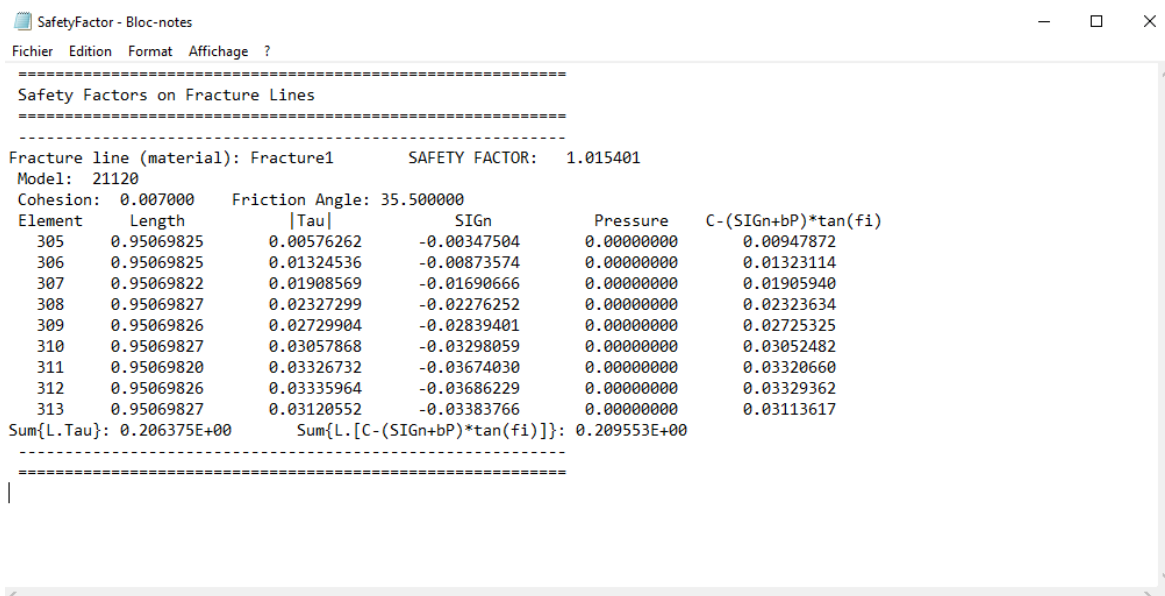 SafetyFactor - Bloc-notes
Fichier Edition Format Affichage ?
============================================================
Safety Factors on Fracture Lines
============================================================
------------------------------------------------------------
Fracture line (material): Fracture1 SAFETY FACTOR: 1.015401
Model: 21120
Cohesion: 0.007000 Friction Angle: 35.500000
Element Length |Tau| SIGn Pressure C-(SIGn+bP)*tan(fi)
305 0.95069825 0.00576262 -0.00347504 0.00000000 0.00947872
306 0.95069825 0.01324536 -0.00873574 0.00000000 0.01323114
307 0.95069822 0.01908569 -0.01690666 0.00000000 0.01905940
308 0.95069827 0.02327299 -0.02276252 0.00000000 0.02323634
309 0.95069826 0.02729904 -0.02839401 0.00000000 0.02725325
310 0.95069827 0.03057868 -0.03298059 0.00000000 0.03052482
311 0.95069820 0.03326732 -0.03674030 0.00000000 0.03320660
312 0.95069826 0.03335964 -0.03686229 0.00000000 0.03329362
313 0.95069827 0.03120552 -0.03383766 0.00000000 0.03113617
Sum{L.Tau}: 0.206375E+00 Sum{L.[C-(SIGn+bP)*tan(fi)]}: 0.209553E+00
------------------------------------------------------------
============================================================